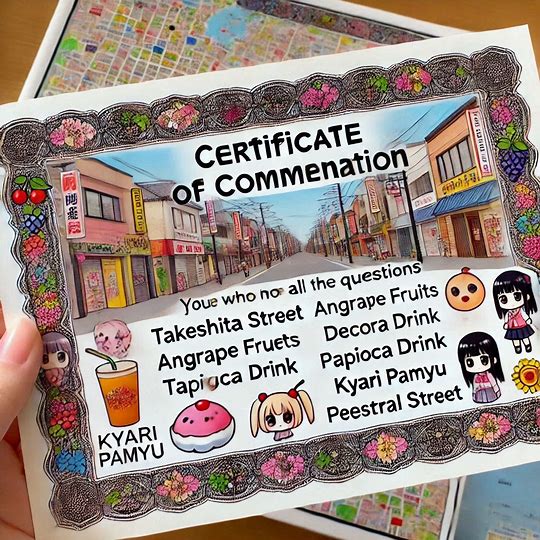 CERTiFiCATE
of COMMENATION
Youe who noe all the questions
Takeshita Street
Angrape Fruets
Tapioca Drink
Angrape Fruits
Decora Drink
Papioca Drink
Kyari Pamyu
Peestral Street
KYARI
PAMYU